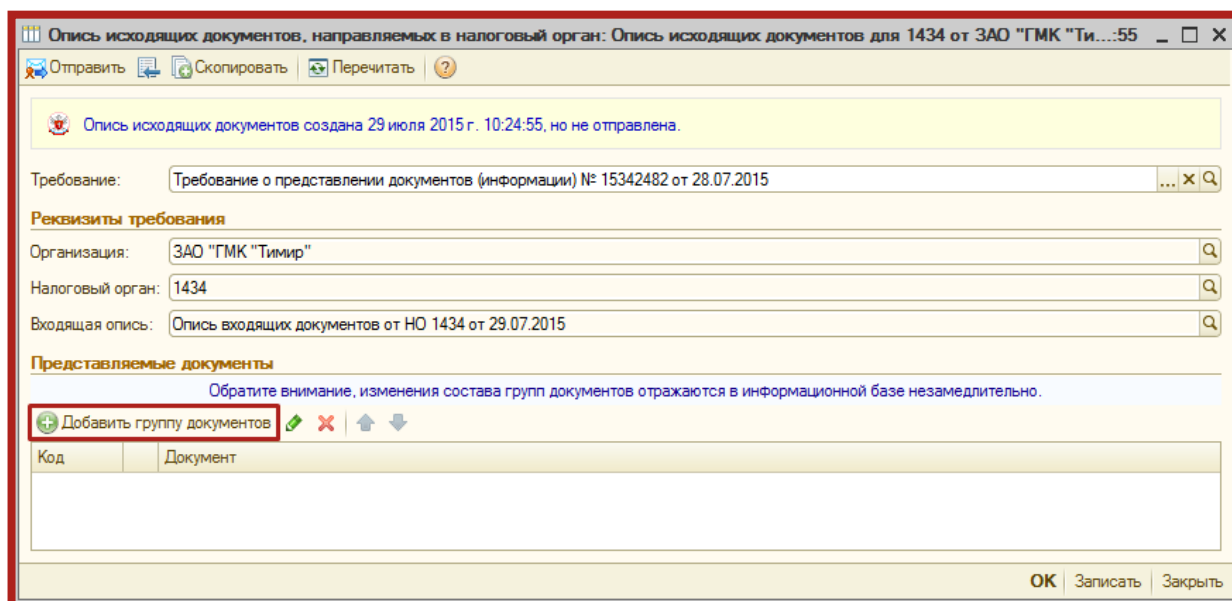 Опись исходящих документов, направляемых в налоговый орган: Опись исходящих документов для 1434 от ЗАО "ГМК "Ти...:55
Отправить Скопировать Перечитать ?
Опись исходящих документов создана 29 июля 2015 г. 10:24:55, но не отправлена.
Требование: Требование о представлении документов (информации) № 15342482 от 28.07.2015 ...
Реквизиты требования
Организация: ЗАО "ГМК "Тимир"
Налоговый орган: 1434
Входящая опись: Опись входящих документов от НО 1434 от 29.07.2015
Представляемые документы
Обратите внимание, изменения состава групп документов отражаются в информационной базе незамедлительно.
Добавить группу документов
Код Документ
OK Записать Закрыть